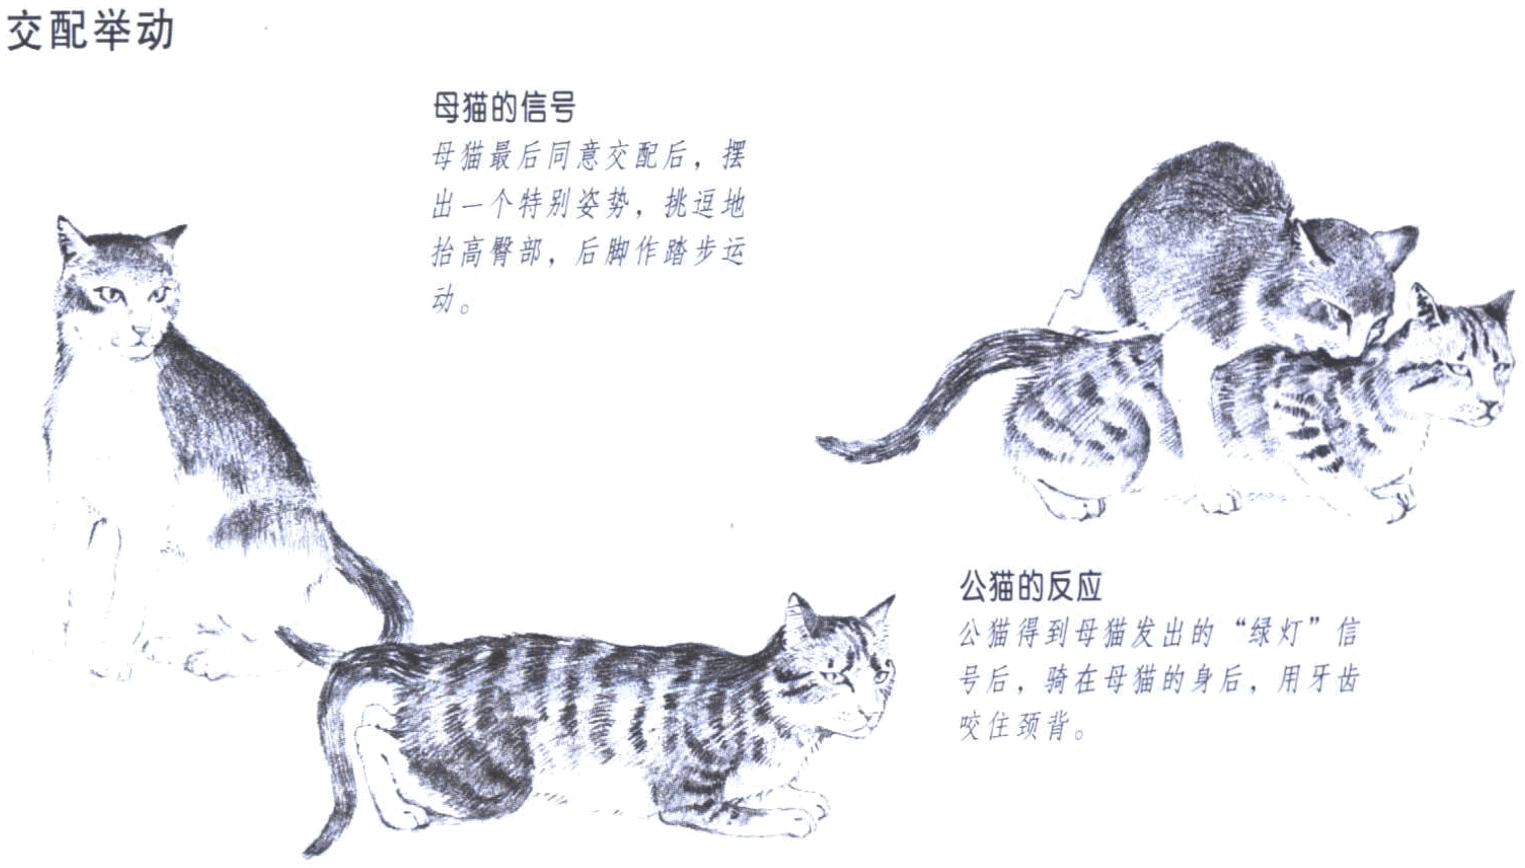 交配举动
母猫的信号
母猫最后同意交配后，摆
出一个特别姿势，挑逗地
抬高臀部，后脚作踏步运
动。
公猫的反应
公猫得到母猫发出的“绿灯”信
号后，骑在母猫的身后，用牙齿
咬住颈背。